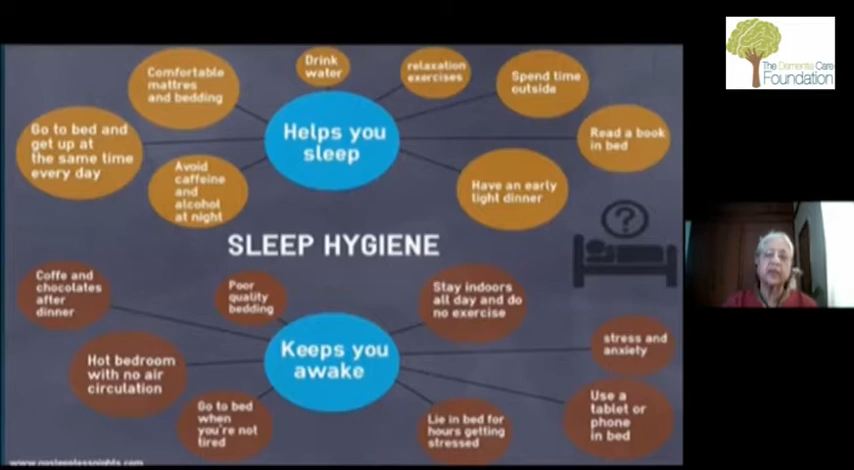 The Dementia Care
Foundation
Comfortable
mattres
and bedding
Drink
water
relaxation
exercises
Spend time
outside
Go to bed and
get up at
the same time
every day
Helps you
sleep
Read a book
in bed
Avoid
caffeine
and
alcohol
at night
Have an early
light dinner
SLEEP HYGIENE
?
Coffe and
chocolates
after
dinner
Poor
quality
bedding
Stay indoors
all day and do
no exercise
Keeps you
awake
stress and
anxiety
Hot bedroom
with no air
circulation
Use a
tablet or
phone
in bed
Go to bed
when
you're not
tired
Lie in bed for
hours getting
stressed
www.nosleeplessnights.com